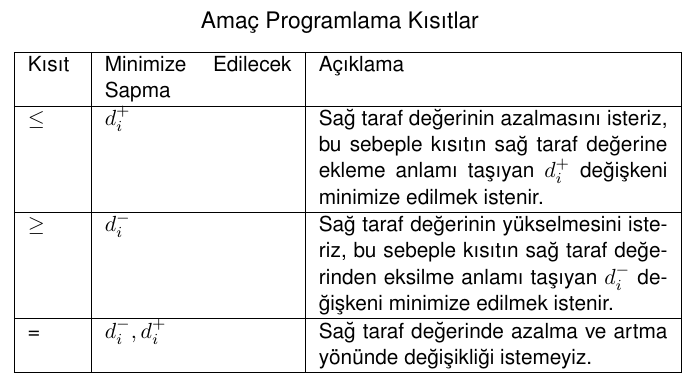 Amaç Programlama Kısıtlar
Kısıt Minimize Edilecek Sapma Açıklama
≤ d_i^+ Sağ taraf değerinin azalmasını isteriz,
bu sebeple kısıtın sağ taraf değerine
ekleme anlamı taşıyan d_i^+ değişkeni
minimize edilmek istenir.
≥ d_i^- Sağ taraf değerinin yükselmesini iste-
riz, bu sebeple kısıtın sağ taraf değe-
rinden eksilme anlamı taşıyan d_i^- de-
ğişkeni minimize edilmek istenir.
= d_i^-, d_i^+ Sağ taraf değerinde azalma ve artma
yönünde değişikliği istemeyiz.